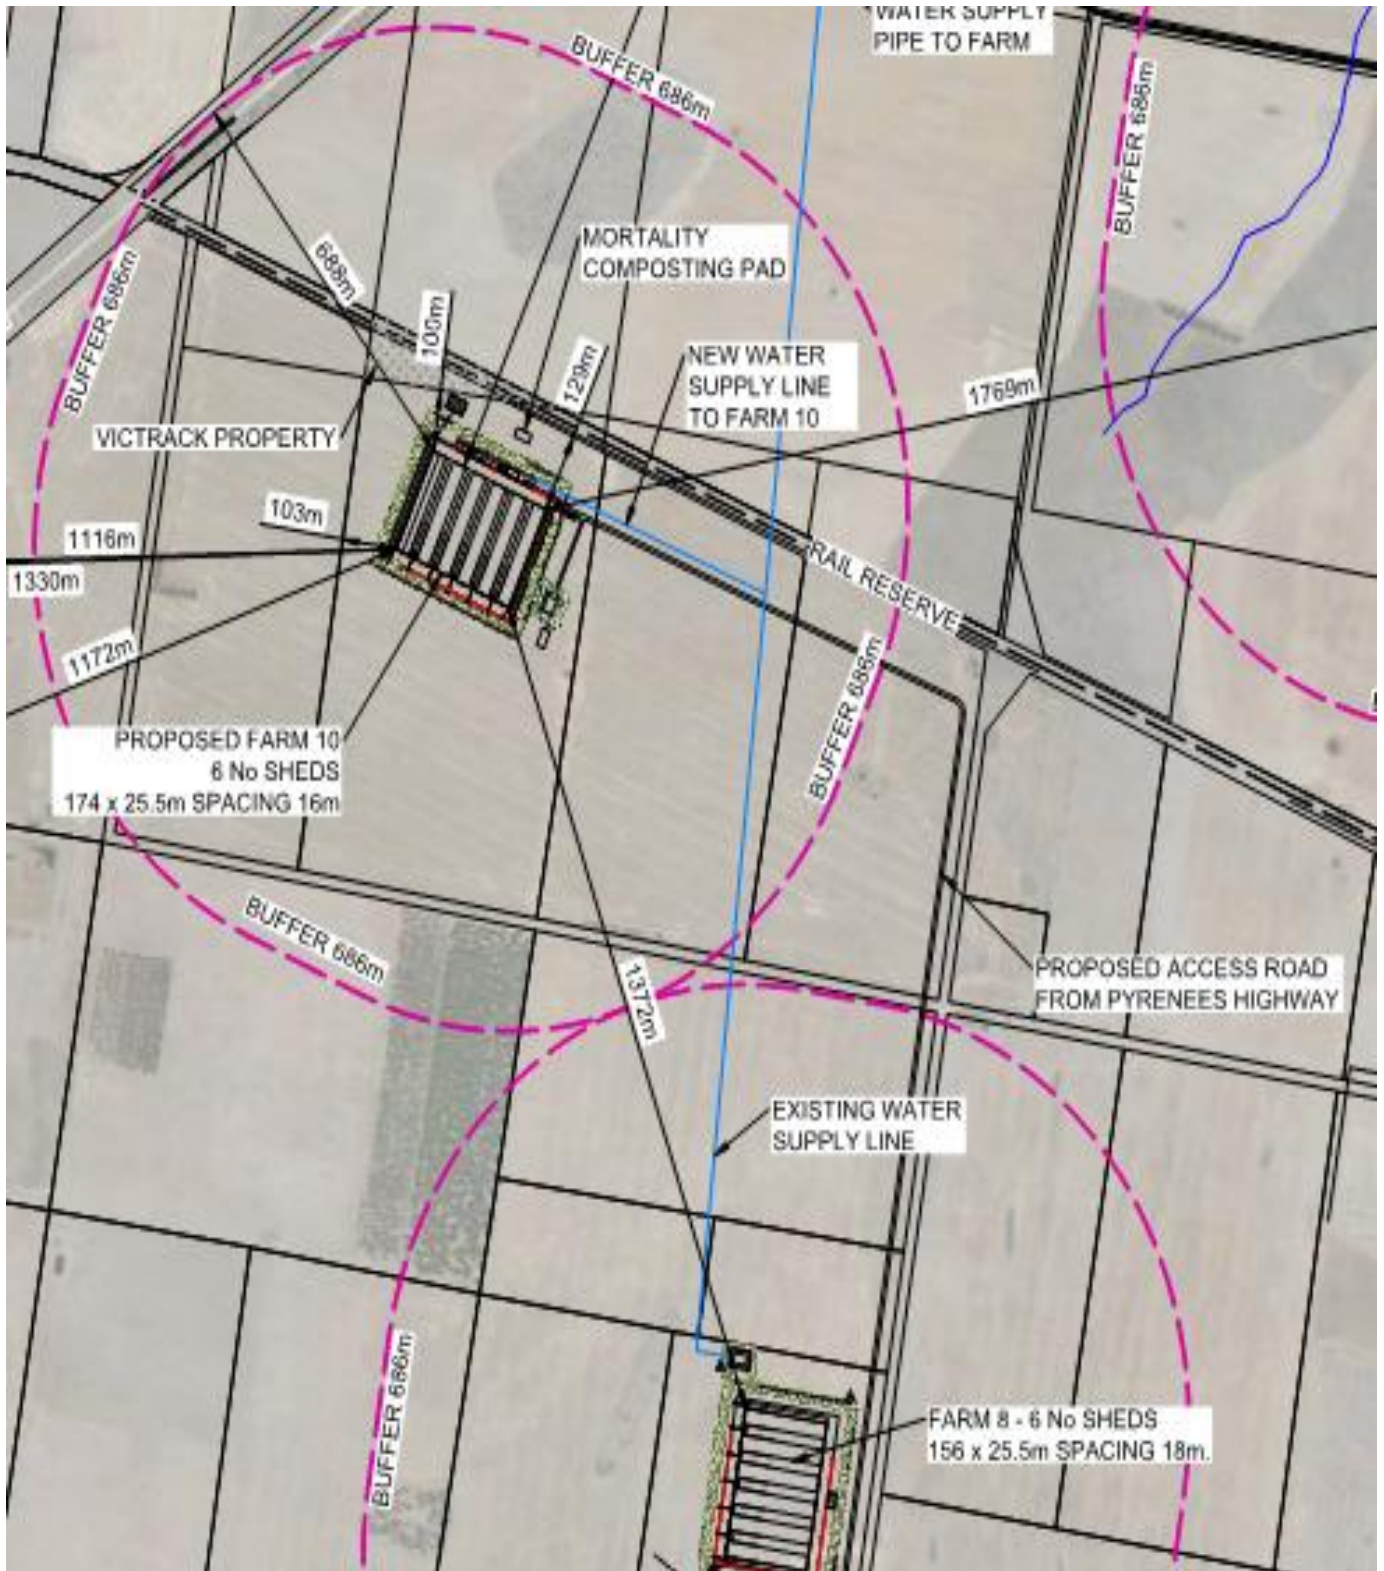 WATER SUPPLY
PIPE TO FARM
BUFFER 686m
BUFFER 686m
MORTALITY
COMPOSTING PAD
688m
BUFFER 686m
100m
129m
NEW WATER
SUPPLY LINE
TO FARM 10
1769m
VICTRACK PROPERTY
103m
1116m
1330m
RAIL RESERVE
1172m
BUFFER 686m
PROPOSED FARM 10
6 No SHEDS
174 x 25.5m SPACING 16m
BUFFER 686m
1372m
PROPOSED ACCESS ROAD
FROM PYRENEES HIGHWAY
EXISTING WATER
SUPPLY LINE
BUFFER 686m
FARM 8 - 6 No SHEDS
156 x 25.5m SPACING 18m.